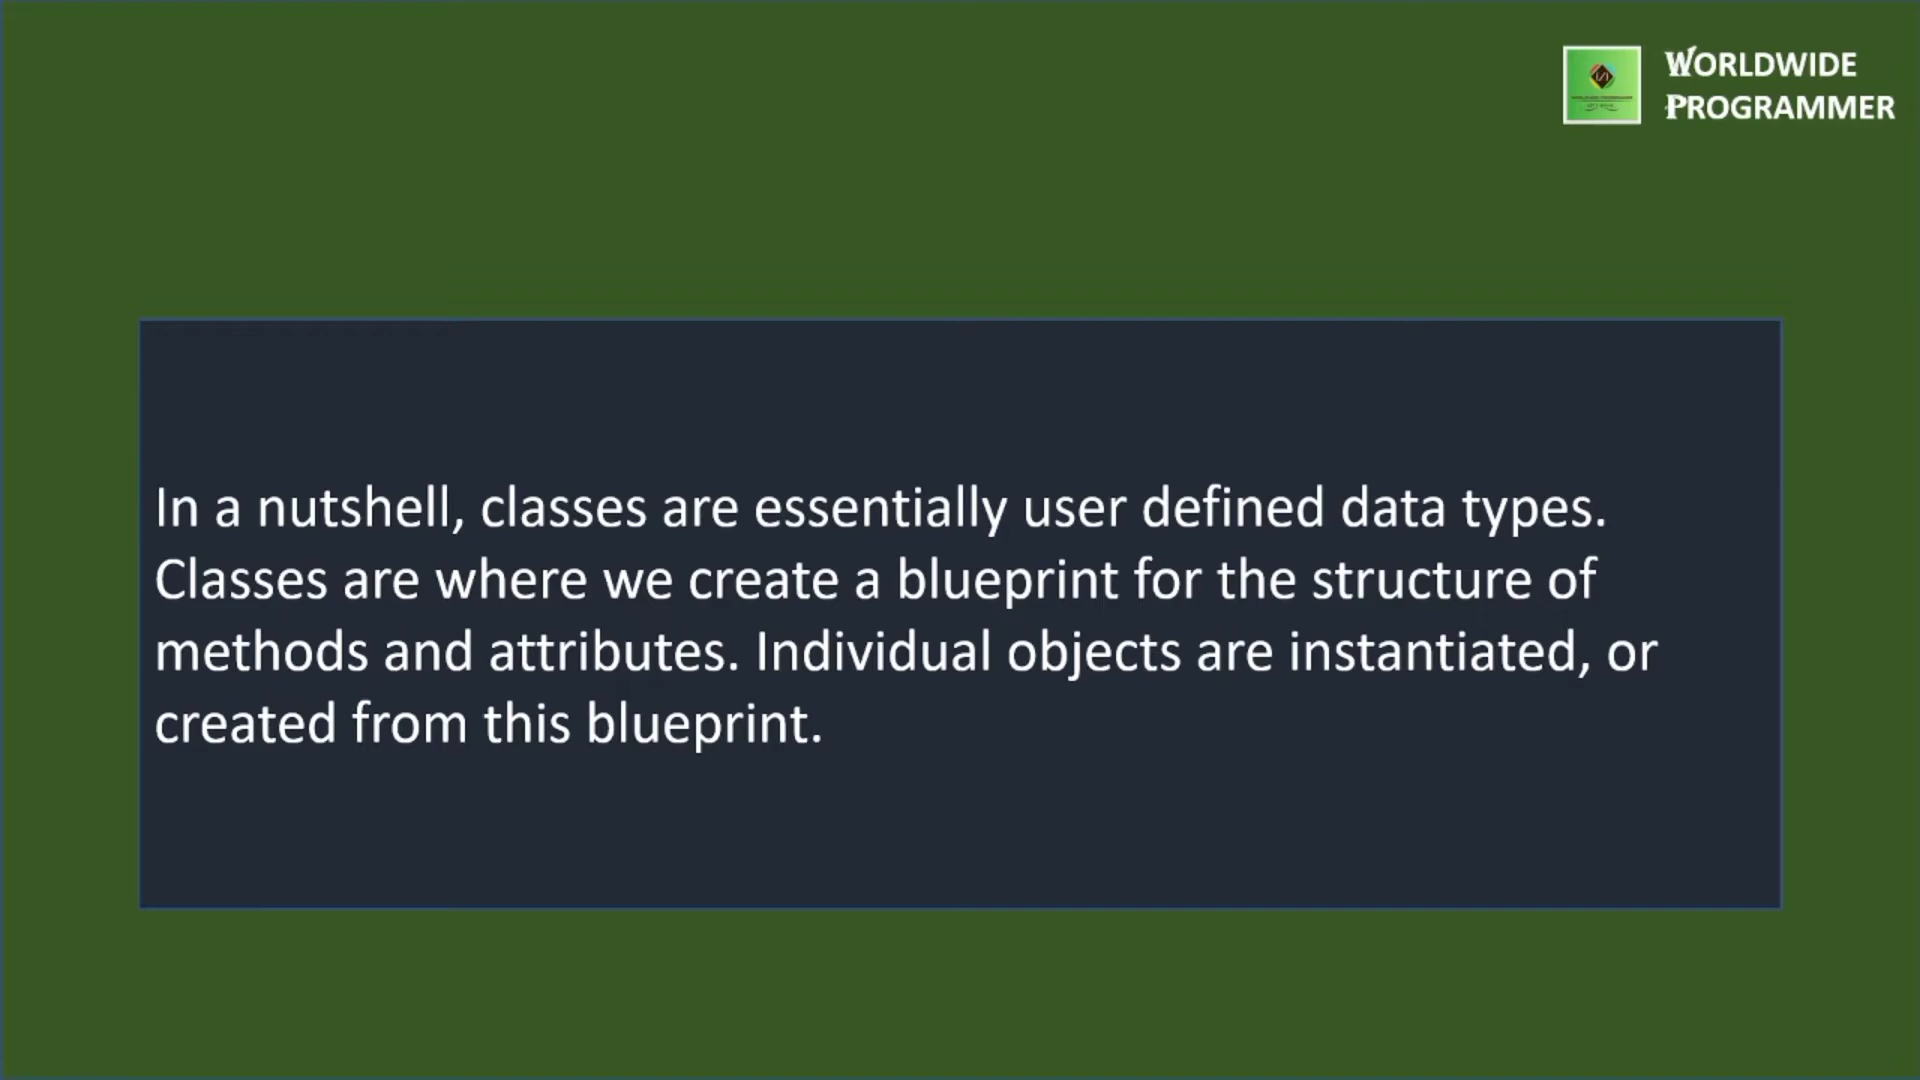 WORLDWIDE
PROGRAMMER
In a nutshell, classes are essentially user defined data types.
Classes are where we create a blueprint for the structure of
methods and attributes. Individual objects are instantiated, or
created from this blueprint.